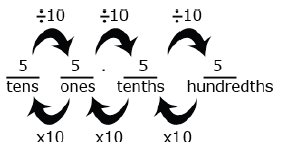 ÷10 ÷10 ÷10
5 5 . 5 5
tens ones tenths hundredths
x10 x10 x10